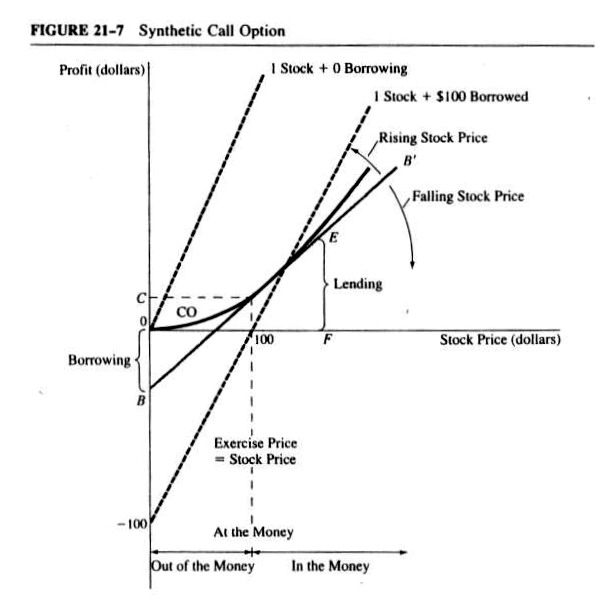 FIGURE 21-7 Synthetic Call Option
Profit (dollars)
1 Stock + 0 Borrowing
1 Stock + $100 Borrowed
Rising Stock Price
B'
Falling Stock Price
E
Lending
C
CO
0
100
F
Stock Price (dollars)
Borrowing
B
Exercise Price
= Stock Price
-100
At the Money
Out of the Money
In the Money